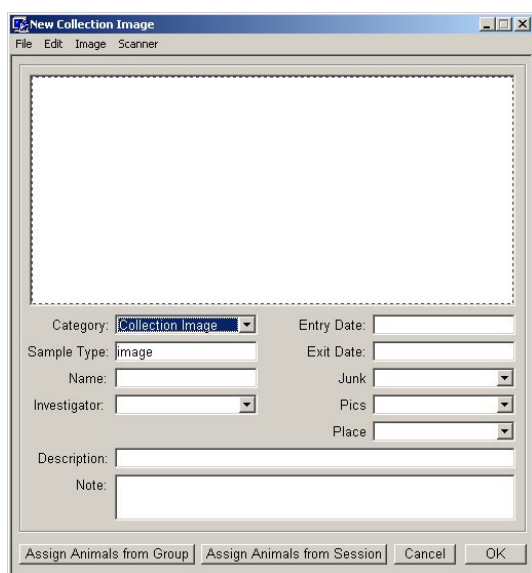 New Collection Image
File Edit Image Scanner
Category: Collection Image Entry Date:
Sample Type: image Exit Date:
Name: Junk
Investigator: Pics
Place
Description:
Note:
Assign Animals from Group Assign Animals from Session Cancel OK